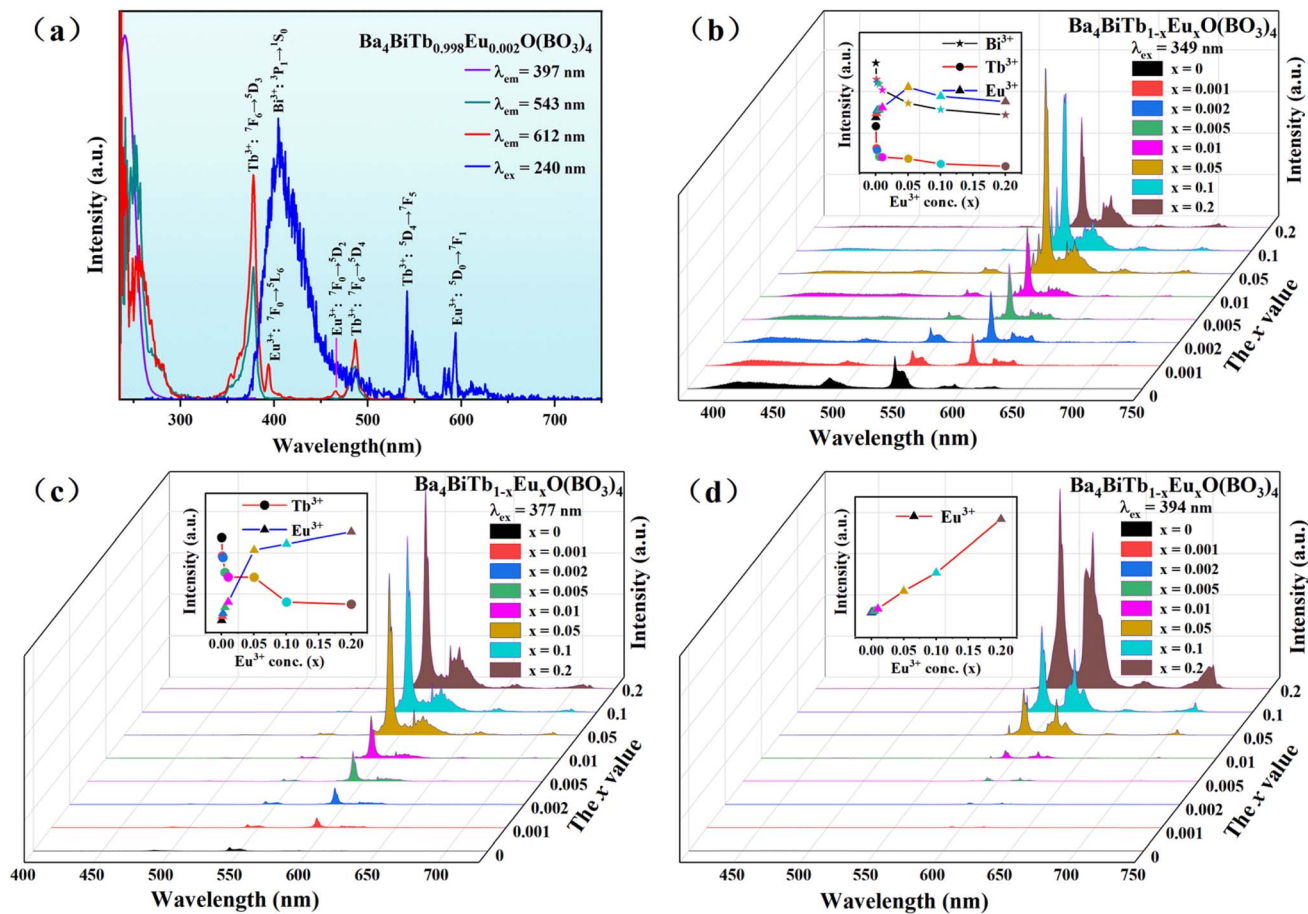 (a)
Ba₄BiTb₀.₉₉₈Eu₀.₀₀₂O(BO₃)₄
λem= 397 nm
λem= 543 nm
λem= 612 nm
λex= 240 nm
Tb³⁺: ⁷F₆→⁵D₃
Bi³⁺: ³P₁→¹S₀
Eu³⁺: ⁷F₀→⁵L₆
Eu³⁺: ⁷F₀→⁵D₂
Tb³⁺: ⁷F₆→⁵D₄
Tb³⁺: ⁵D₄→⁷F₅
Eu³⁺: ⁵D₀→⁷F₁
Intensity (a.u.)
300 400 500 600 700
Wavelength(nm)
(b)
Ba₄BiTb₁₋ₓEuₓO(BO₃)₄
λex = 349 nm
x = 0
x = 0.001
x = 0.002
x = 0.005
x = 0.01
x = 0.05
x = 0.1
x = 0.2
Bi³⁺
Tb³⁺
Eu³⁺
Intensity (a.u.)
0.00 0.05 0.10 0.15 0.20
Eu³⁺ conc. (x)
Intensity (a.u.)
0.2
0.1
0.05
0.01
0.005
0.002
0.001
0
The x value
400 450 500 550 600 650 700 750
Wavelength (nm)
(c)
Ba₄BiTb₁₋ₓEuₓO(BO₃)₄
λex = 377 nm
x = 0
x = 0.001
x = 0.002
x = 0.005
x = 0.01
x = 0.05
x = 0.1
x = 0.2
Tb³⁺
Eu³⁺
Intensity (a.u.)
0.00 0.05 0.10 0.15 0.20
Eu³⁺ conc. (x)
Intensity (a.u.)
0.2
0.1
0.05
0.01
0.005
0.002
0.001
0
The x value
400 450 500 550 600 650 700
Wavelength (nm)
(d)
Ba₄BiTb₁₋ₓEuₓO(BO₃)₄
λex = 394 nm
x = 0
x = 0.001
x = 0.002
x = 0.005
x = 0.01
x = 0.05
x = 0.1
x = 0.2
Eu³⁺
Intensity (a.u.)
0.00 0.05 0.10 0.15 0.20
Eu³⁺ conc. (x)
Intensity (a.u.)
0.2
0.1
0.05
0.01
0.005
0.002
0.001
0
The x value
400 450 500 550 600 650 700
Wavelength (nm)